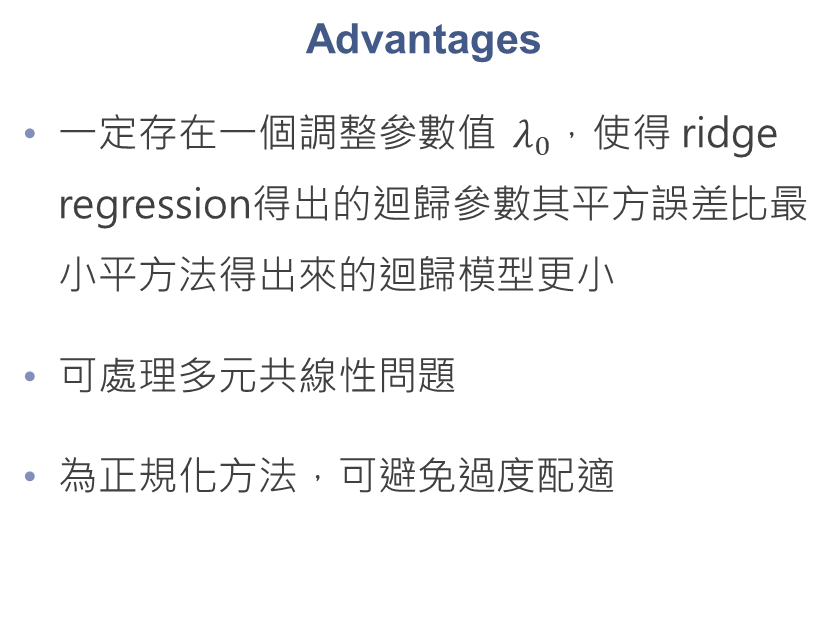 Advantages
• 一定存在一個調整參數值 𝜆₀，使得 ridge
regression得出的迴歸參數其平方誤差比最
小平方法得出來的迴歸模型更小
• 可處理多元共線性問題
• 為正規化方法，可避免過度配適